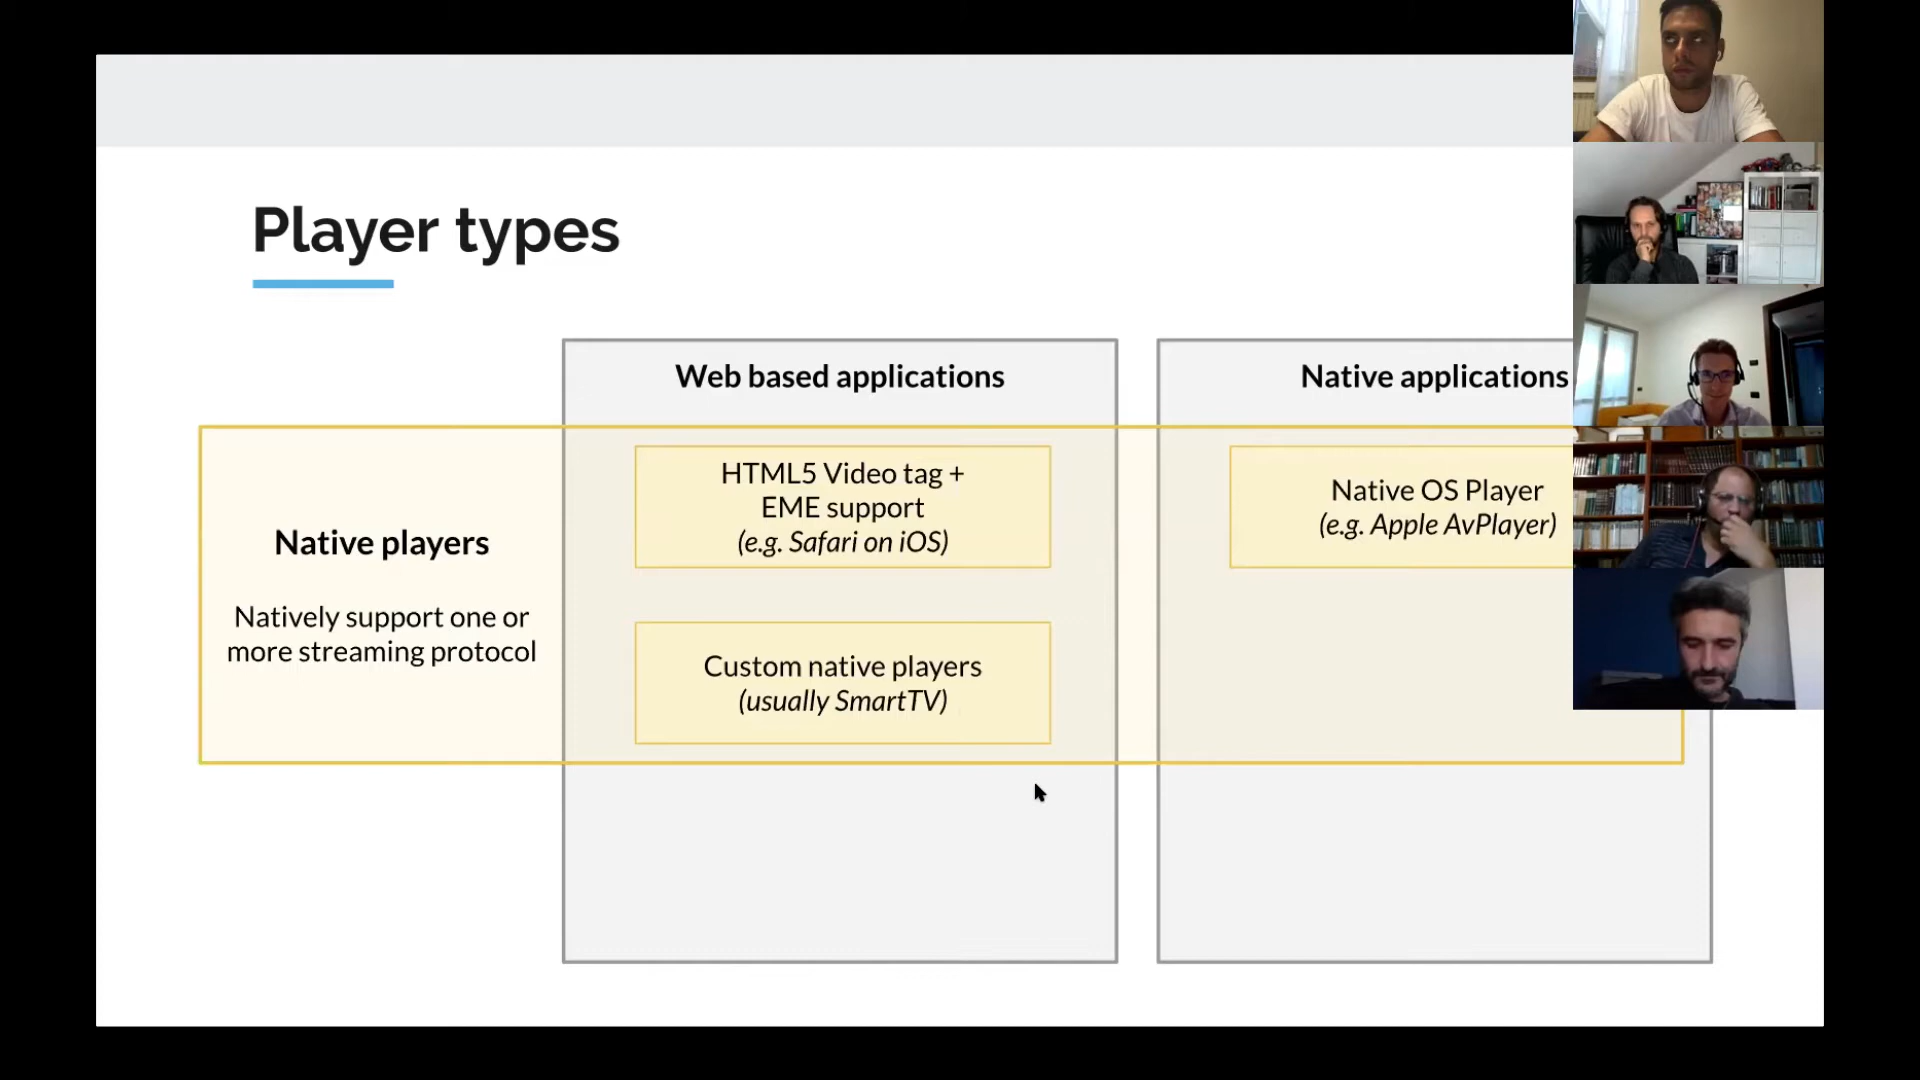 Player types
Web based applications
Native applications
Native players
Natively support one or
more streaming protocol
HTML5 Video tag +
EME support
(e.g. Safari on iOS)
Custom native players
(usually SmartTV)
Native OS Player
(e.g. Apple AvPlayer)